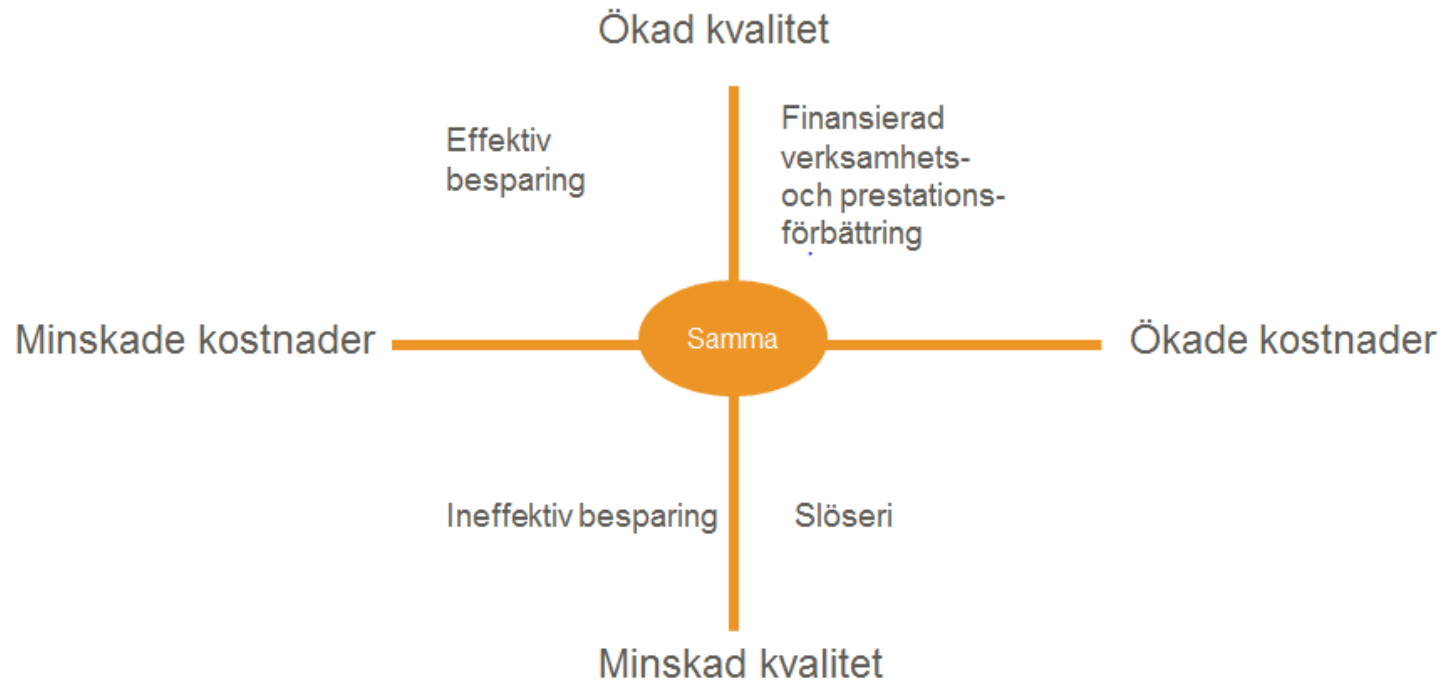 Ökad kvalitet
Effektiv
besparing
Finansierad
verksamhets-
och prestations-
förbättring
Minskade kostnader
Samma
Ökade kostnader
Ineffektiv besparing
Slöseri
Minskad kvalitet